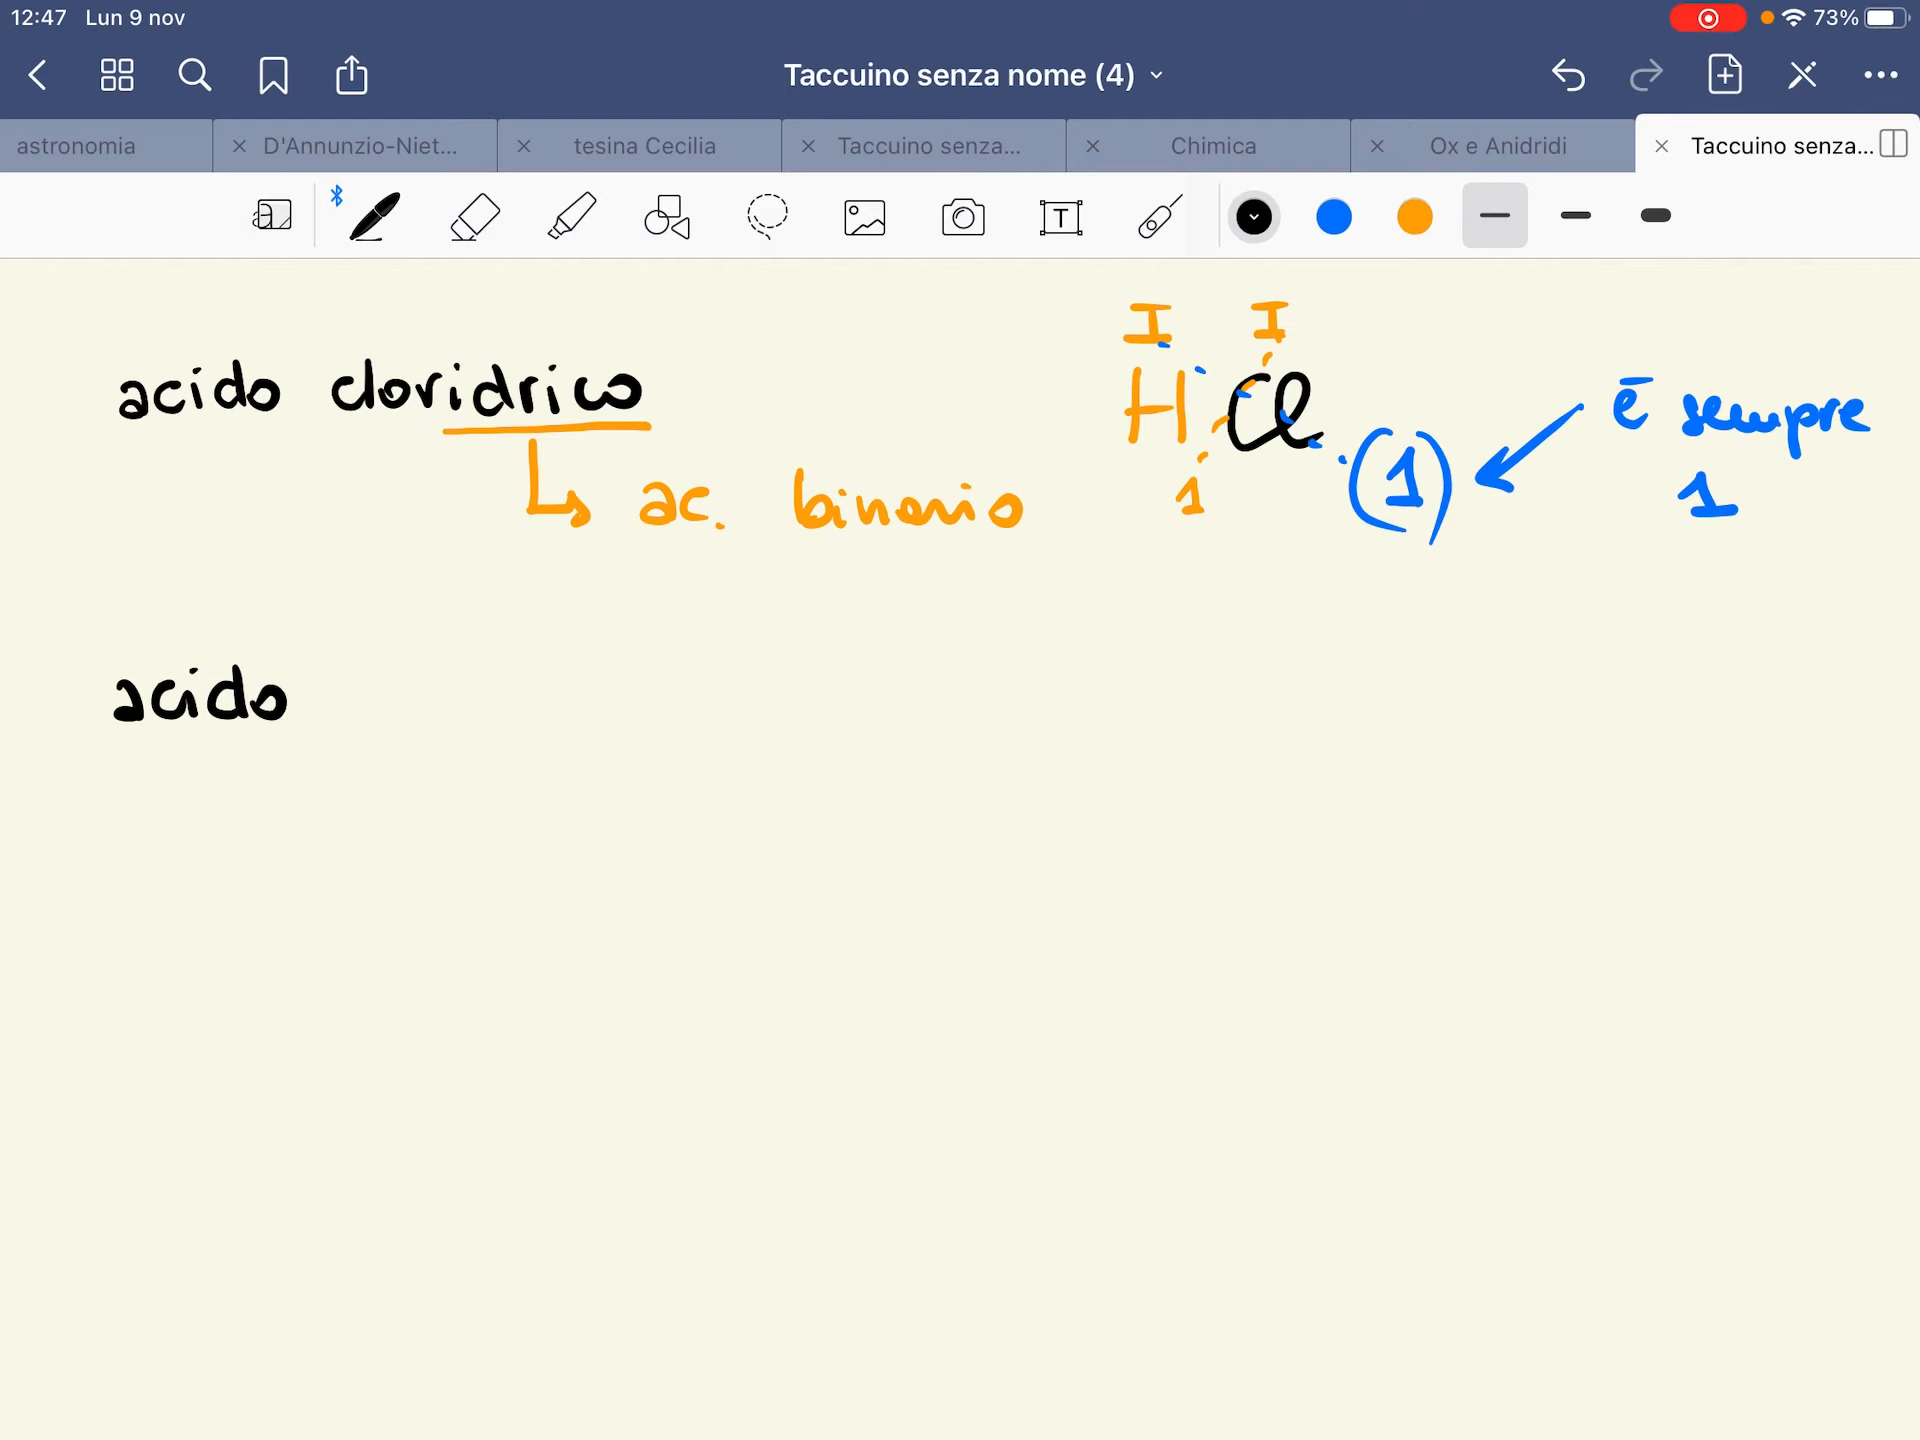 12:47 Lun 9 nov 73%
Taccuino senza nome (4)
astronomia × D'Annunzio-Niet... × tesina Cecilia × Taccuino senza... × Chimica × Ox e Anidridi × Taccuino senza...
a T
I I
acido cloridrico HCl (1) ē sempre
1
↳ ac. binario 1
acido